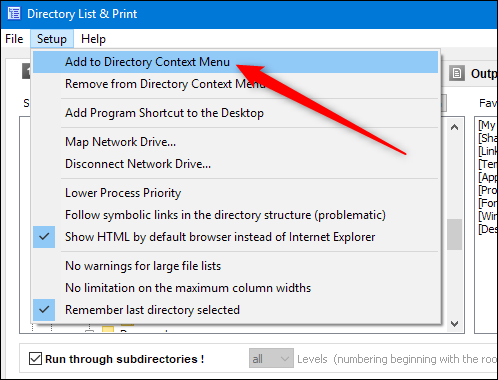 Directory List & Print
File Setup Help
Add to Directory Context Menu
Remove from Directory Context Menu
Add Program Shortcut to the Desktop
Map Network Drive...
Disconnect Network Drive...
Lower Process Priority
Follow symbolic links in the directory structure (problematic)
Show HTML by default browser instead of Internet Explorer
No warnings for large file lists
No limitation on the maximum column widths
Remember last directory selected
Outp
Fav
[My
[Sha
[Link
[Ten
[App
[Pro
[For
[Win
[Des
Run through subdirectories !
all Levels (numbering beginning with the roo